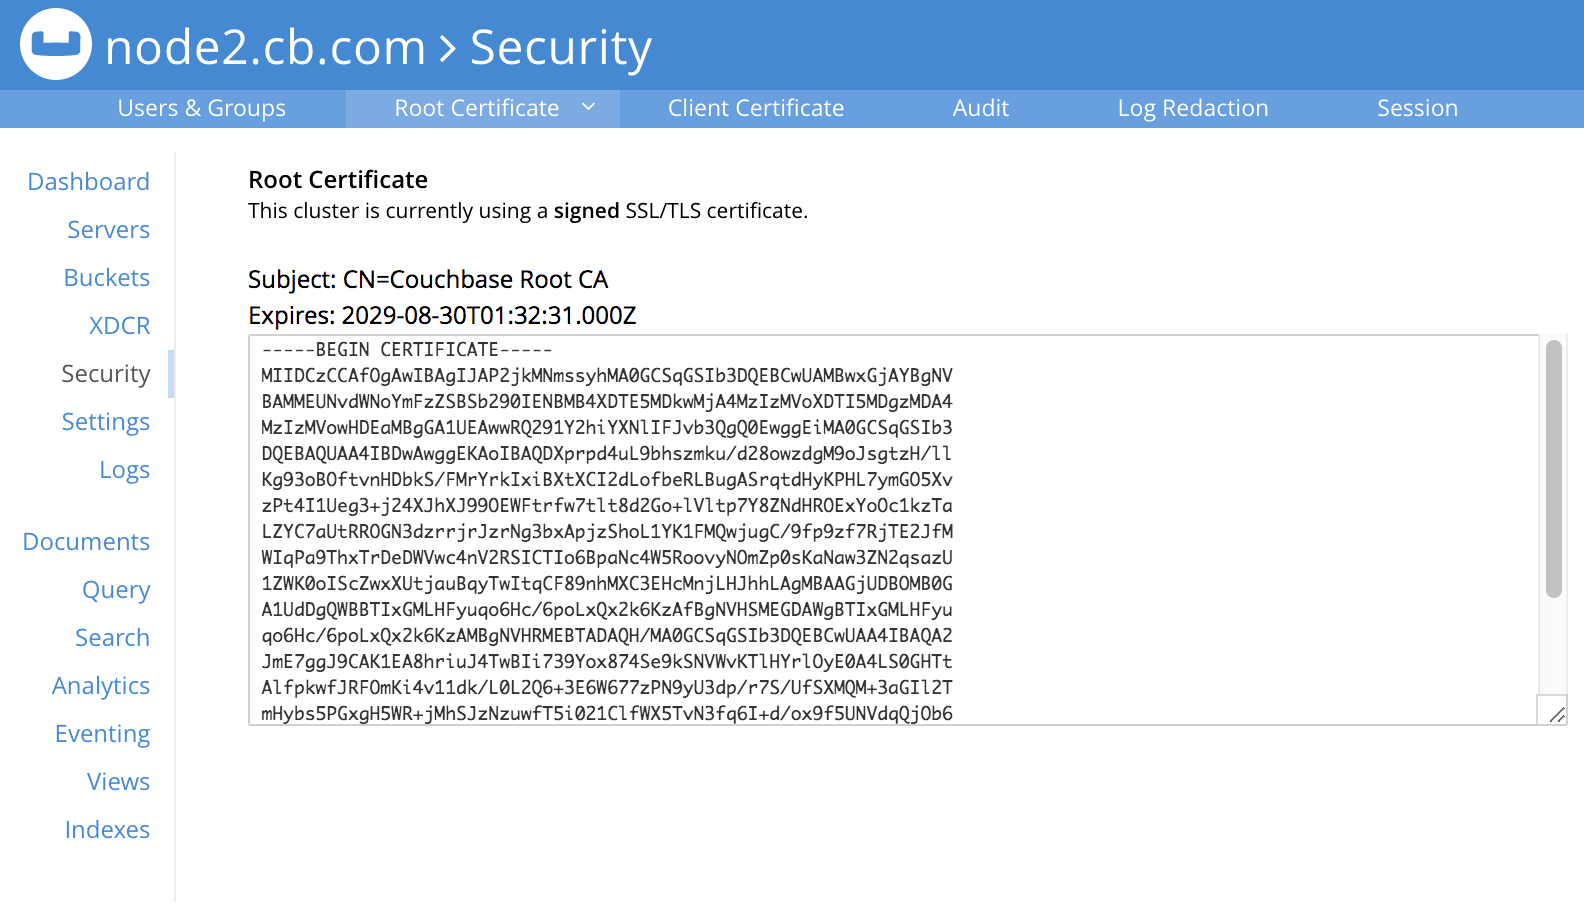 node2.cb.com > Security
Users & Groups Root Certificate Client Certificate Audit Log Redaction Session
Dashboard
Servers
Buckets
XDCR
Security
Settings
Logs
Documents
Query
Search
Analytics
Eventing
Views
Indexes
Root Certificate
This cluster is currently using a signed SSL/TLS certificate.
Subject: CN=Couchbase Root CA
Expires: 2029-08-30T01:32:31.000Z
-----BEGIN CERTIFICATE-----
MIIDCzCCAfOgAwIBAgIJAP2jkMNmssyhMA0GCSqGSIb3DQEBCwUAMBwxGjAYBgNV
BAMMEUNvdWNoYmFzZSBSb290IENBMB4XDTE5MDkwMjA4MzIzMVoXDTI5MDgzMDA4
MzIzMVowHDEaMBgGA1UEAwwRQ291Y2hiYXNlIFJvb3QgQ0EwggEiMA0GCSqGSIb3
DQEBAQUAA4IBDwAwggEKAoIBAQDXprpd4uL9bhszmku/d28owzdgM9oJsgtzH/ll
Kg93oBOftvnHDbkS/FMrYrkIxiBXtXCI2dLofbeRLBugASrqtdHyKPHL7ymGO5Xv
zPt4I1Ueg3+j24XJhXJ99OEWFtrfw7tlt8d2Go+lVltp7Y8ZNdHROExYoOc1kzTa
LZYC7aUtRROGN3dzrrjrJzrNg3bxApjzShoL1YK1FMQwjugC/9fp9zf7RjTE2JfM
WIqPa9ThxTrDeDWVwc4nV2RSICTIo6BpaNc4W5RoovyNOmZp0sKaNaw3ZN2qsazU
1ZWK0oIScZwxXUtjauBqyTwItqCF89nhMXC3EHcMnjLHJhhLAgMBAAGjUDBOMB0G
A1UdDgQWBBTIxGMLHFyuqo6Hc/6poLxQx2k6KzAfBgNVHSMEGDAWgBTIxGMLHFyu
qo6Hc/6poLxQx2k6KzAMBgNVHRMEBTADAQH/MA0GCSqGSIb3DQEBCwUAA4IBAQA2
JmE7ggJ9CAK1EA8hriuJ4TwBIi739Yox874Se9kSNVWvKTlHYrlOyE0A4LS0GHTt
AlfpkwfJRFOmKi4v11dk/L0L2Q6+3E6W677zPN9yU3dp/r7S/UfSXMQM+3aGIl2T
mHybs5PGxgH5WR+jMhSJzNzuwfT5i021ClfWX5TvN3fq6I+d/ox9f5UNVdqQjOb6